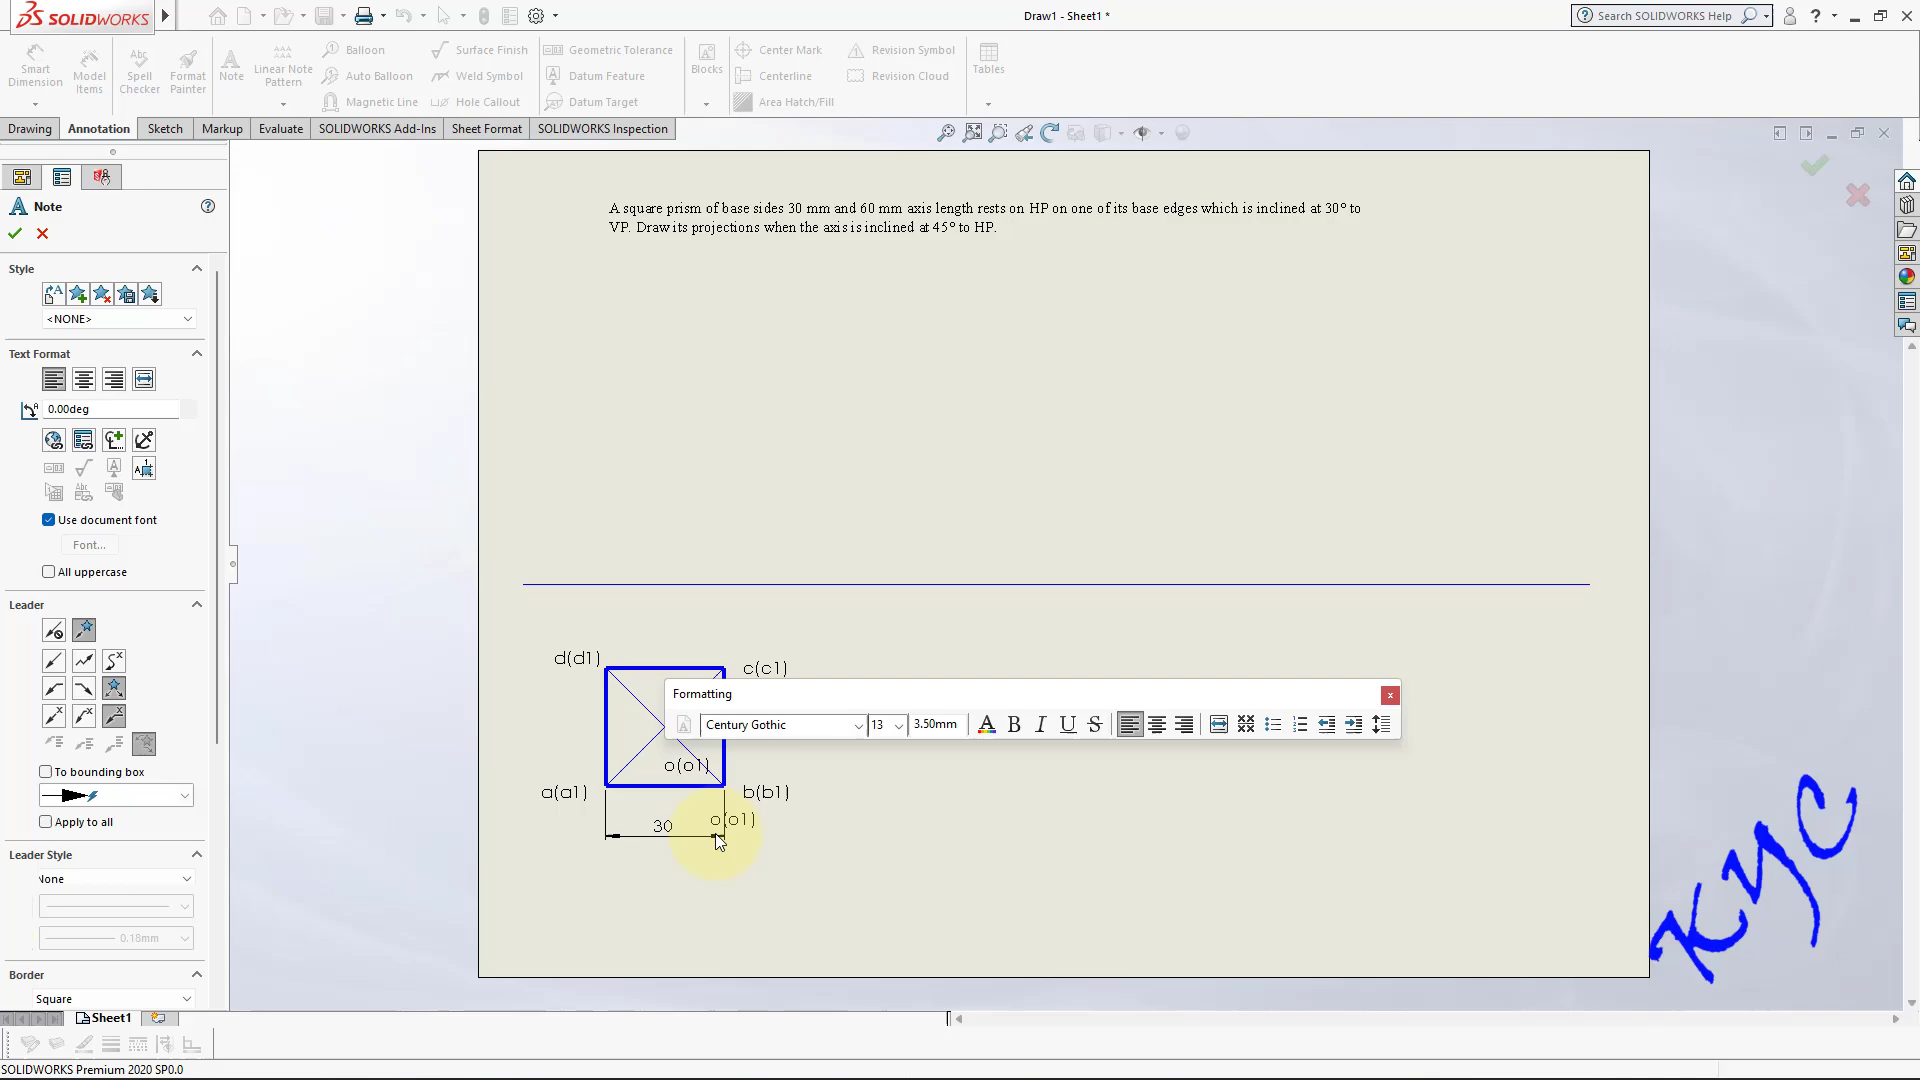 SOLIDWORKS
Draw1 - Sheet1 *
Search SOLIDWORKS Help
Smart Dimension
Model Items
Spell Checker
Format Painter
Note
Linear Note Pattern
Balloon
Auto Balloon
Magnetic Line
Surface Finish
Weld Symbol
Hole Callout
Geometric Tolerance
Datum Feature
Datum Target
Blocks
Center Mark
Centerline
Area Hatch/Fill
Revision Symbol
Revision Cloud
Tables
Drawing
Annotation
Sketch
Markup
Evaluate
SOLIDWORKS Add-Ins
Sheet Format
SOLIDWORKS Inspection
Note
Style
<NONE>
Text Format
0.00deg
Use document font
Font...
All uppercase
Leader
To bounding box
Apply to all
Leader Style
None
0.18mm
Border
Square
A square prism of base sides 30 mm and 60 mm axis length rests on HP on one of its base edges which is inclined at 30° to
VP. Draw its projections when the axis is inclined at 45° to HP.
d(d1)
c(c1)
Formatting
Century Gothic
13
3.50mm
A
B
I
U
S
o(o1)
a(a1)
b(b1)
o(o1)
30
KYC
Sheet1
SOLIDWORKS Premium 2020 SP0.0